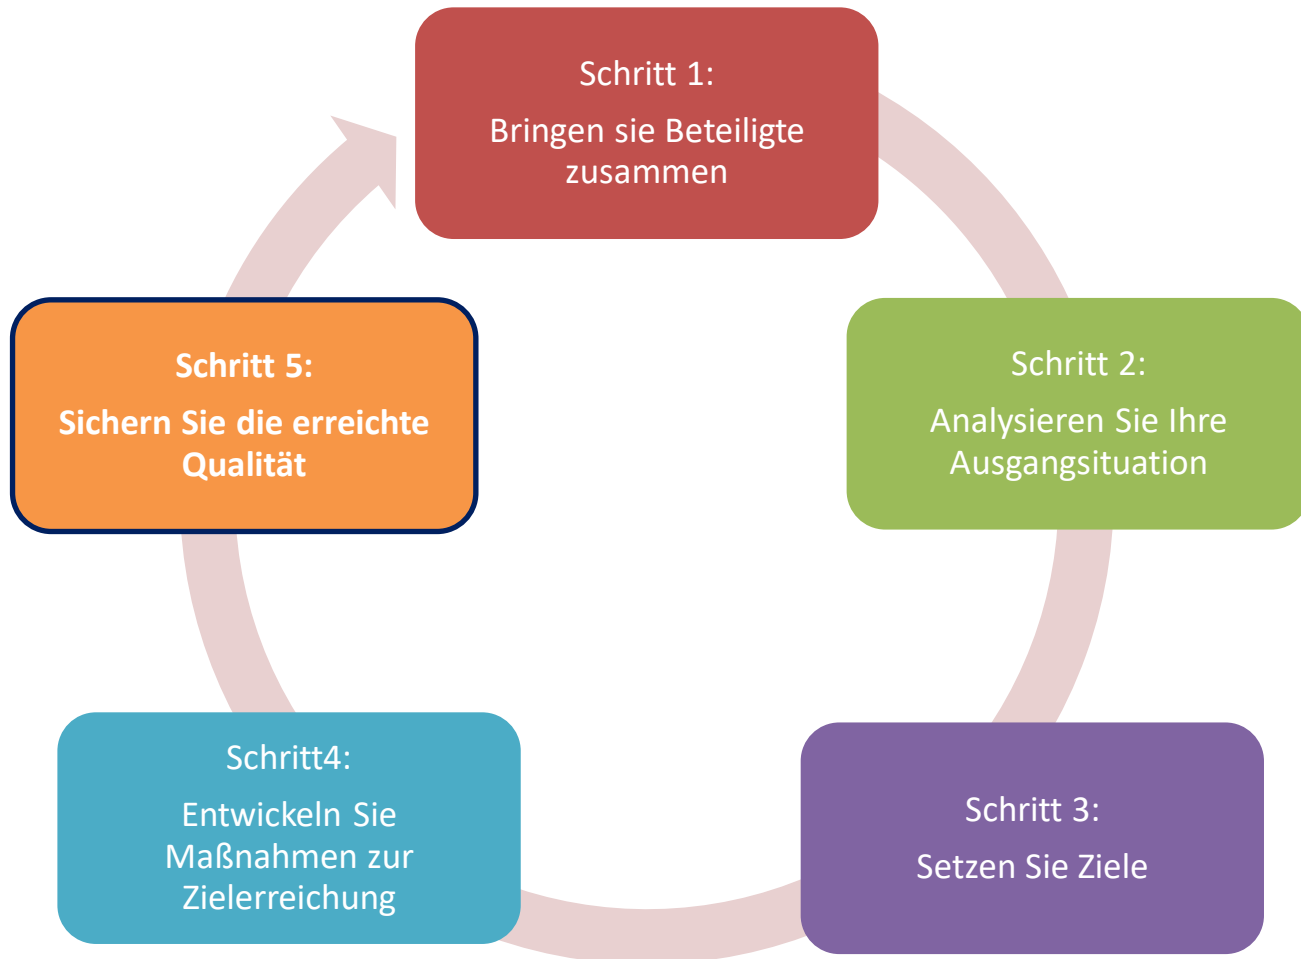 Schritt 1:
Bringen sie Beteiligte
zusammen
Schritt 2:
Analysieren Sie Ihre
Ausgangsituation
Schritt 3:
Setzen Sie Ziele
Schritt4:
Entwickeln Sie
Maßnahmen zur
Zielerreichung
Schritt 5:
Sichern Sie die erreichte
Qualität